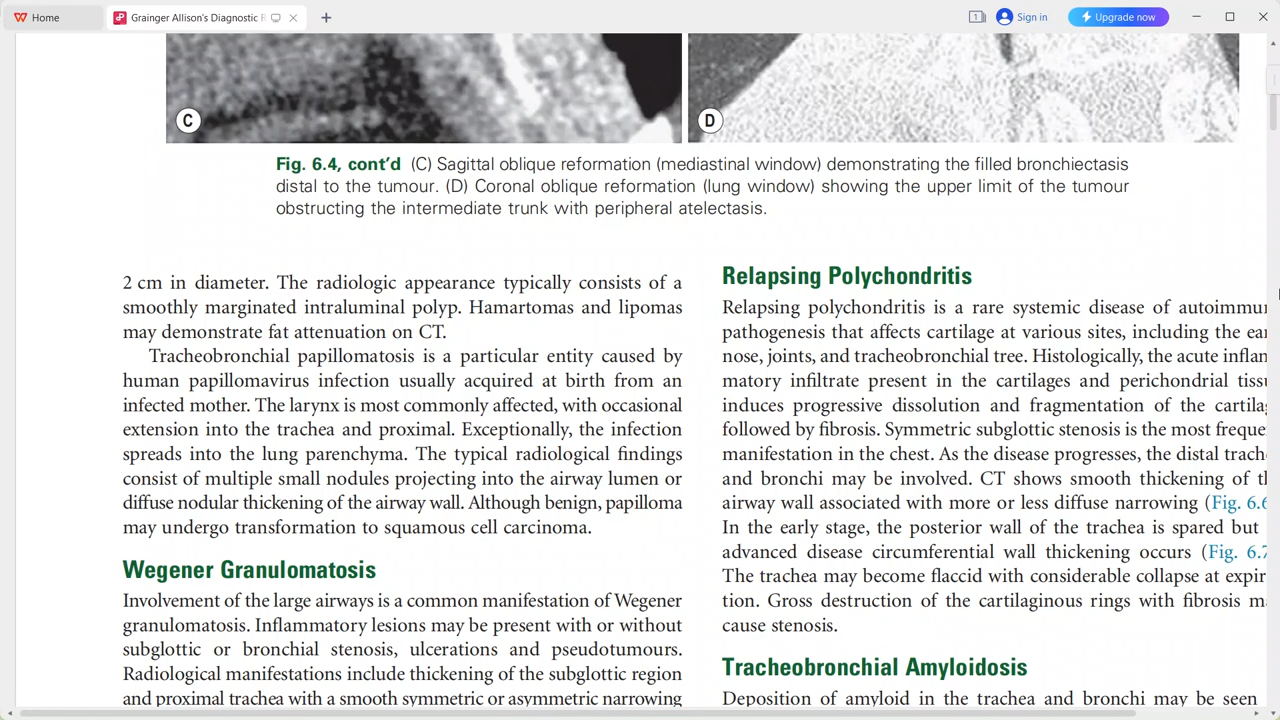 Home
Grainger Allison's Diagnostic R
1
Sign in
Upgrade now
C
D
Fig. 6.4, cont'd (C) Sagittal oblique reformation (mediastinal window) demonstrating the filled bronchiectasis
distal to the tumour. (D) Coronal oblique reformation (lung window) showing the upper limit of the tumour
obstructing the intermediate trunk with peripheral atelectasis.
2 cm in diameter. The radiologic appearance typically consists of a
smoothly marginated intraluminal polyp. Hamartomas and lipomas
may demonstrate fat attenuation on CT.
Tracheobronchial papillomatosis is a particular entity caused by
human papillomavirus infection usually acquired at birth from an
infected mother. The larynx is most commonly affected, with occasional
extension into the trachea and proximal. Exceptionally, the infection
spreads into the lung parenchyma. The typical radiological findings
consist of multiple small nodules projecting into the airway lumen or
diffuse nodular thickening of the airway wall. Although benign, papilloma
may undergo transformation to squamous cell carcinoma.
Wegener Granulomatosis
Involvement of the large airways is a common manifestation of Wegener
granulomatosis. Inflammatory lesions may be present with or without
subglottic or bronchial stenosis, ulcerations and pseudotumours.
Radiological manifestations include thickening of the subglottic region
and proximal trachea with a smooth symmetric or asymmetric narrowing
Relapsing Polychondritis
Relapsing polychondritis is a rare systemic disease of autoimmun
pathogenesis that affects cartilage at various sites, including the ear
nose, joints, and tracheobronchial tree. Histologically, the acute inflam
matory infiltrate present in the cartilages and perichondrial tissu
induces progressive dissolution and fragmentation of the cartilag
followed by fibrosis. Symmetric subglottic stenosis is the most freque
manifestation in the chest. As the disease progresses, the distal trach
and bronchi may be involved. CT shows smooth thickening of th
airway wall associated with more or less diffuse narrowing (Fig. 6.6
In the early stage, the posterior wall of the trachea is spared but
advanced disease circumferential wall thickening occurs (Fig. 6.7
The trachea may become flaccid with considerable collapse at expir
tion. Gross destruction of the cartilaginous rings with fibrosis m
cause stenosis.
Tracheobronchial Amyloidosis
Deposition of amyloid in the trachea and bronchi may be seen